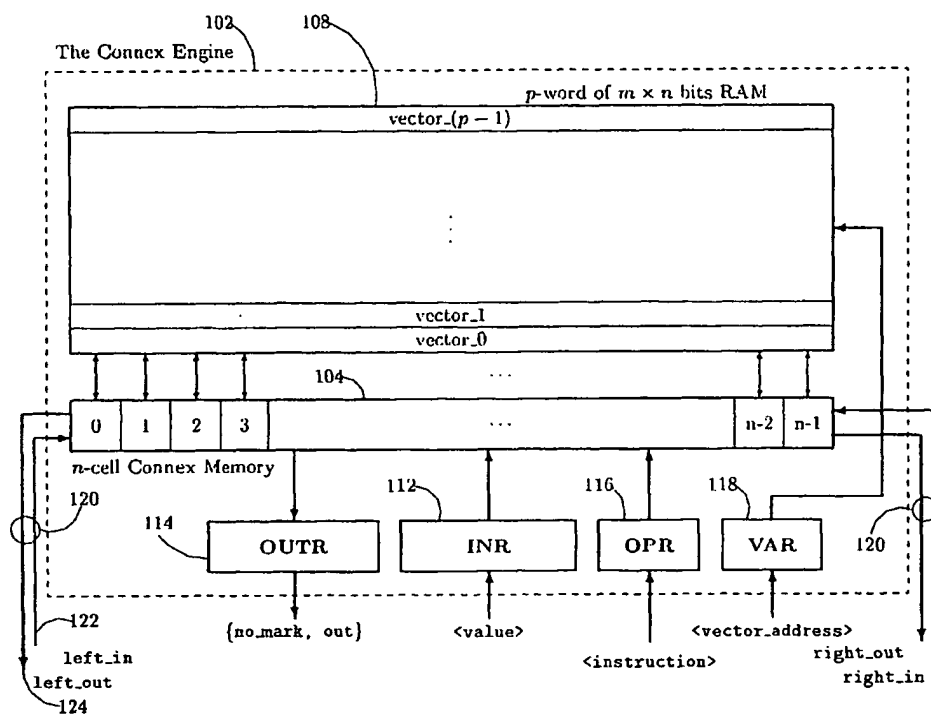 102
108
The Connex Engine
p-word of m × n bits RAM
vector_(p − 1)
⋮
vector_1
vector_0
...
104
0 1 2 3 ... n-2 n-1
n-cell Connex Memory
120
114
112
116
118
120
OUTR INR OPR VAR
122
{no_mark, out}
<value>
<instruction>
<vector_address>
left_in
left_out
right_out
right_in
124